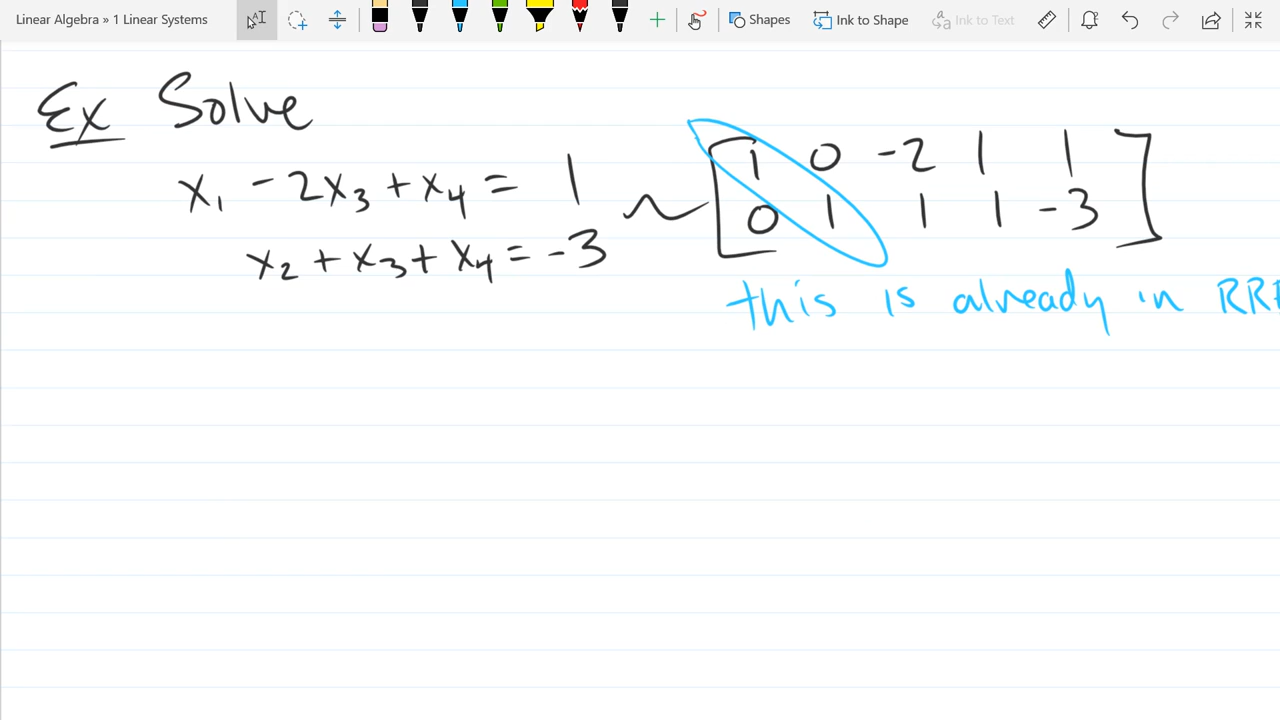 Linear Algebra » 1 Linear Systems
Shapes
Ink to Shape
Ink to Text
Ex Solve
x₁ - 2x₃ + x₄ = 1
x₂ + x₃ + x₄ = -3
~ [ 1 0 -2 1 1
0 1 1 1 -3 ]
this is already in RRE